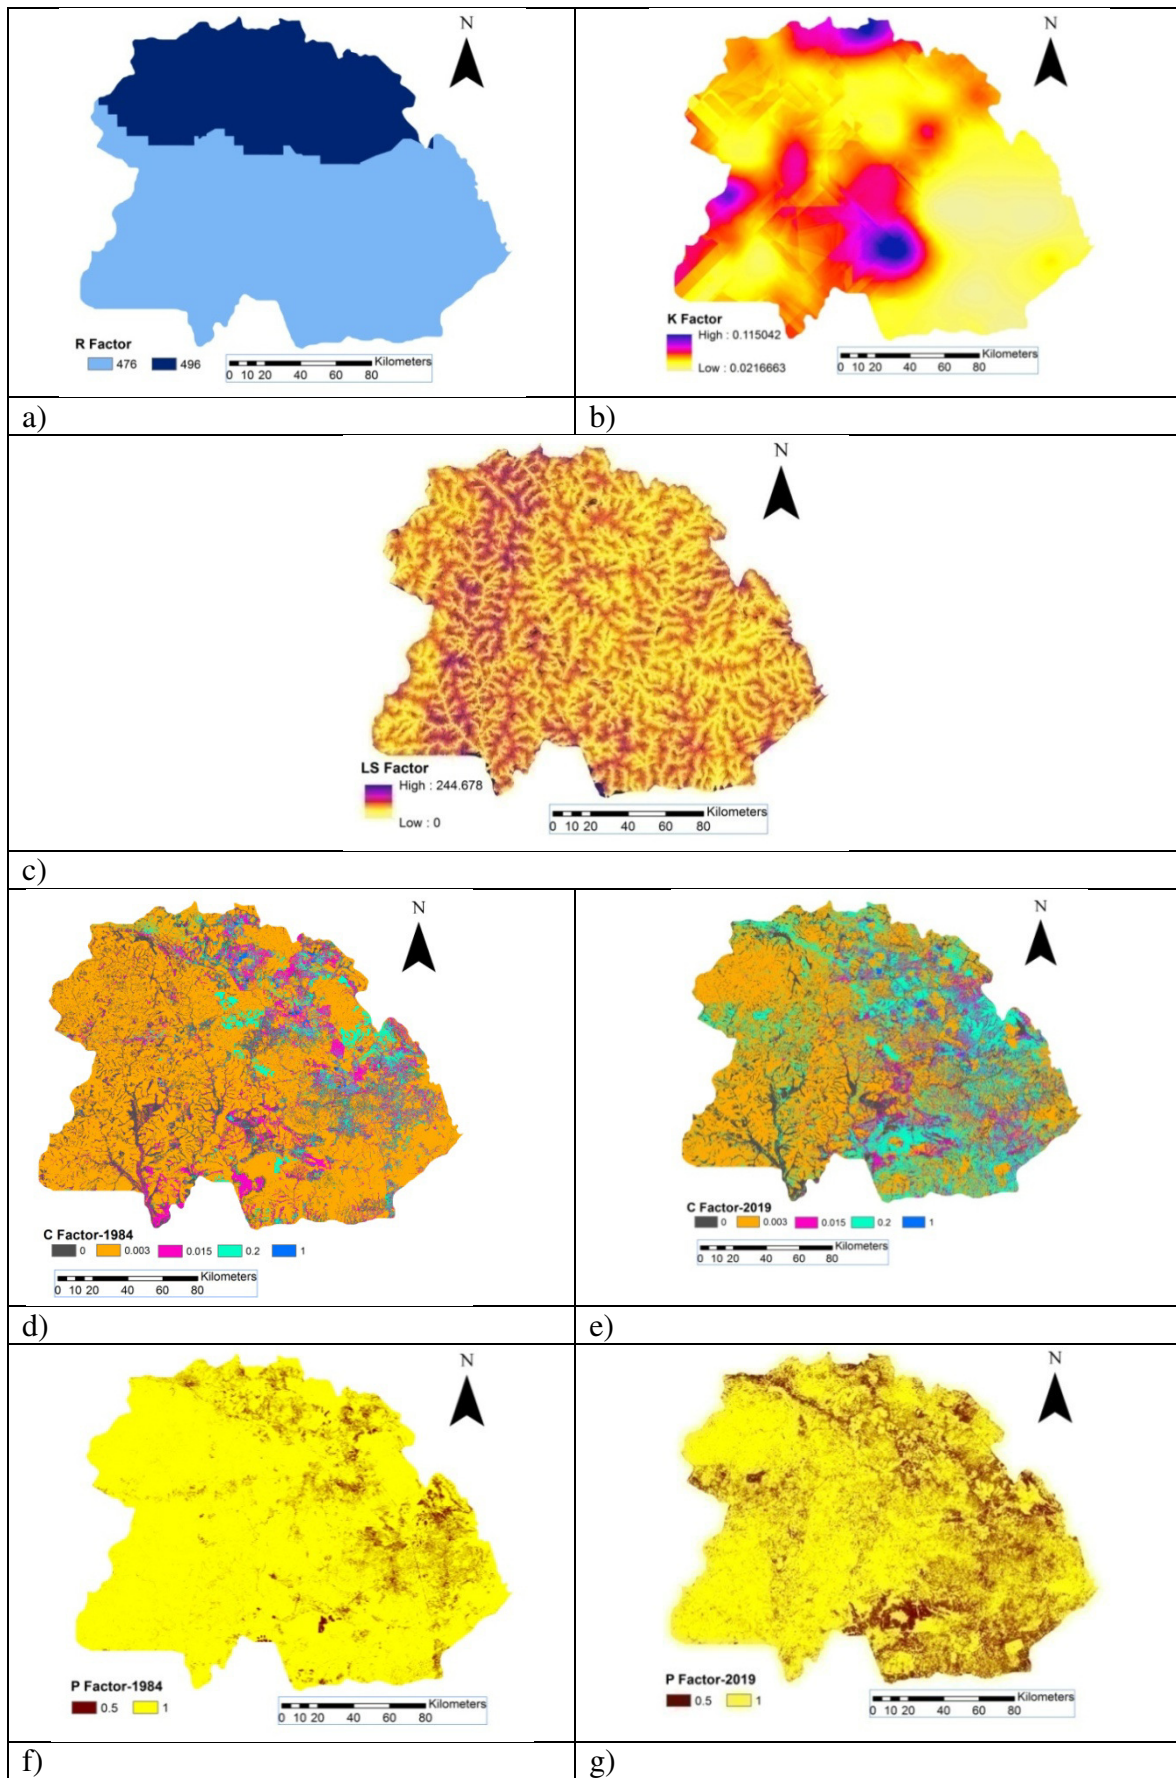 N
R Factor
476 496
Kilometers
0 10 20 40 60 80
a)
N
K Factor
High : 0.115042
Low : 0.0216663
Kilometers
0 10 20 40 60 80
b)
N
LS Factor
High : 244.678
Low : 0
Kilometers
0 10 20 40 60 80
c)
N
C Factor-1984
0 0.003 0.015 0.2 1
Kilometers
0 10 20 40 60 80
d)
N
C Factor-2019
0 0.003 0.015 0.2 1
Kilometers
0 10 20 40 60 80
e)
N
P Factor-1984
0.5 1
Kilometers
0 10 20 40 60 80
f)
N
P Factor-2019
0.5 1
Kilometers
0 10 20 40 60 80
g)